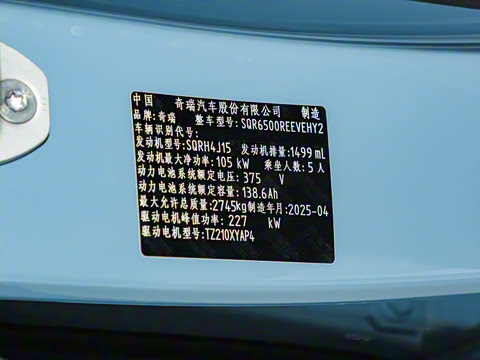 中国 奇瑞汽车股份有限公司 制造
品牌:奇瑞 整车型号:SQR6500REEVEHY2
车辆识别代号:
发动机型号:SQRH4J15 发动机排量:1499mL
发动机最大净功率:105kW 乘坐人数:5人
动力电池系统额定电压:375 V
动力电池系统额定容量:138.6Ah
最大允许总质量:2745kg制造年月:2025-04
驱动电机峰值功率:227 kW
驱动电机型号:TZ210XYAP4